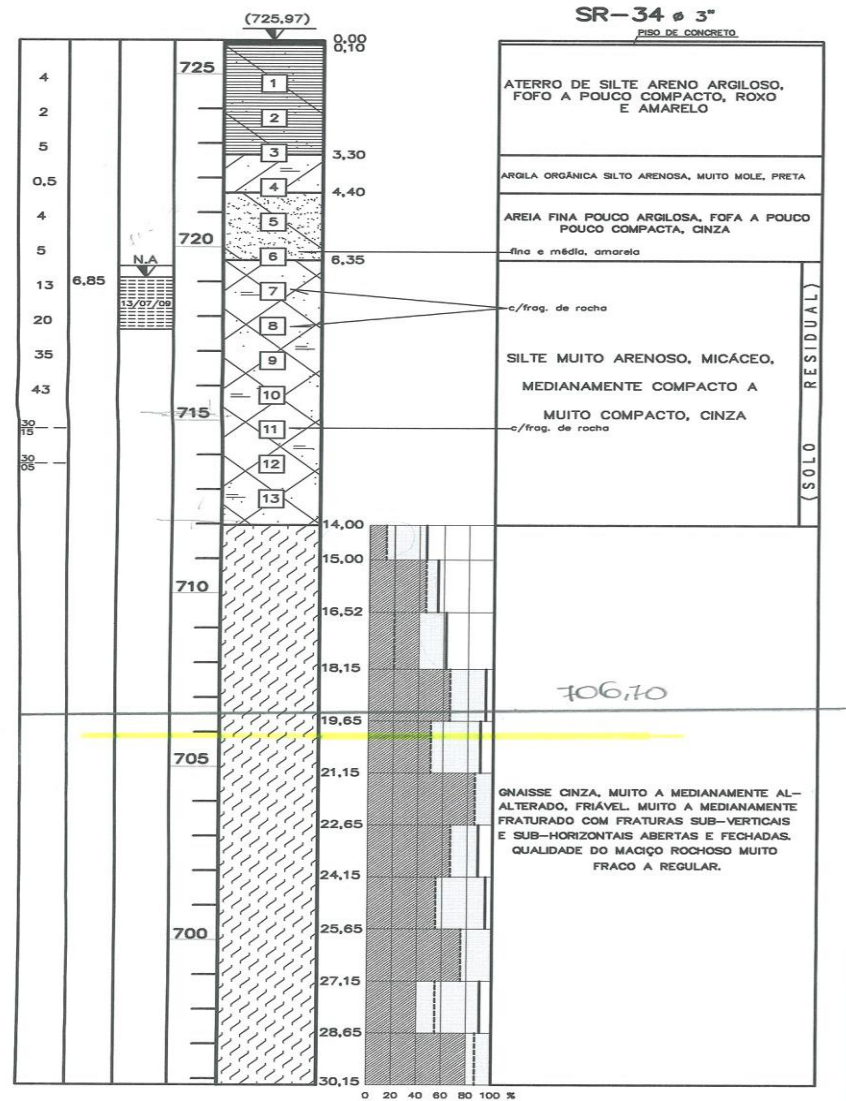 SR-34 ø 3"
(725,97)
PISO DE CONCRETO
0,00
0,10
725
4
1
ATERRO DE SILTE ARENO ARGILOSO,
FOFO A POUCO COMPACTO, ROXO
E AMARELO
2
2
5
3
3,30
0,5
4
ARGILA ORGÂNICA SILTO ARENOSA, MUITO MOLE, PRETA
4,40
4
5
AREIA FINA POUCO ARGILOSA, FOFA A POUCO
POUCO COMPACTA, CINZA
720
5
6
fina e média, amarela
N.A
6,35
13
6,85
7
13/07/09
c/frag. de rocha
20
8
35
9
SILTE MUITO ARENOSO, MICÁCEO,
MEDIANAMENTE COMPACTO A
MUITO COMPACTO, CINZA
(SOLO RESIDUAL)
43
10
715
30
15
11
c/frag. de rocha
30
05
12
13
14,00
15,00
710
16,52
18,15
706,70
19,65
705
21,15
GNAISSE CINZA, MUITO A MEDIANAMENTE AL-
ALTERADO, FRIÁVEL. MUITO A MEDIANAMENTE
FRATURADO COM FRATURAS SUB-VERTICAIS
E SUB-HORIZONTAIS ABERTAS E FECHADAS.
QUALIDADE DO MACIÇO ROCHOSO MUITO
FRACO A REGULAR.
22,65
24,15
25,65
700
27,15
28,65
30,15
0 20 40 60 80 100 %